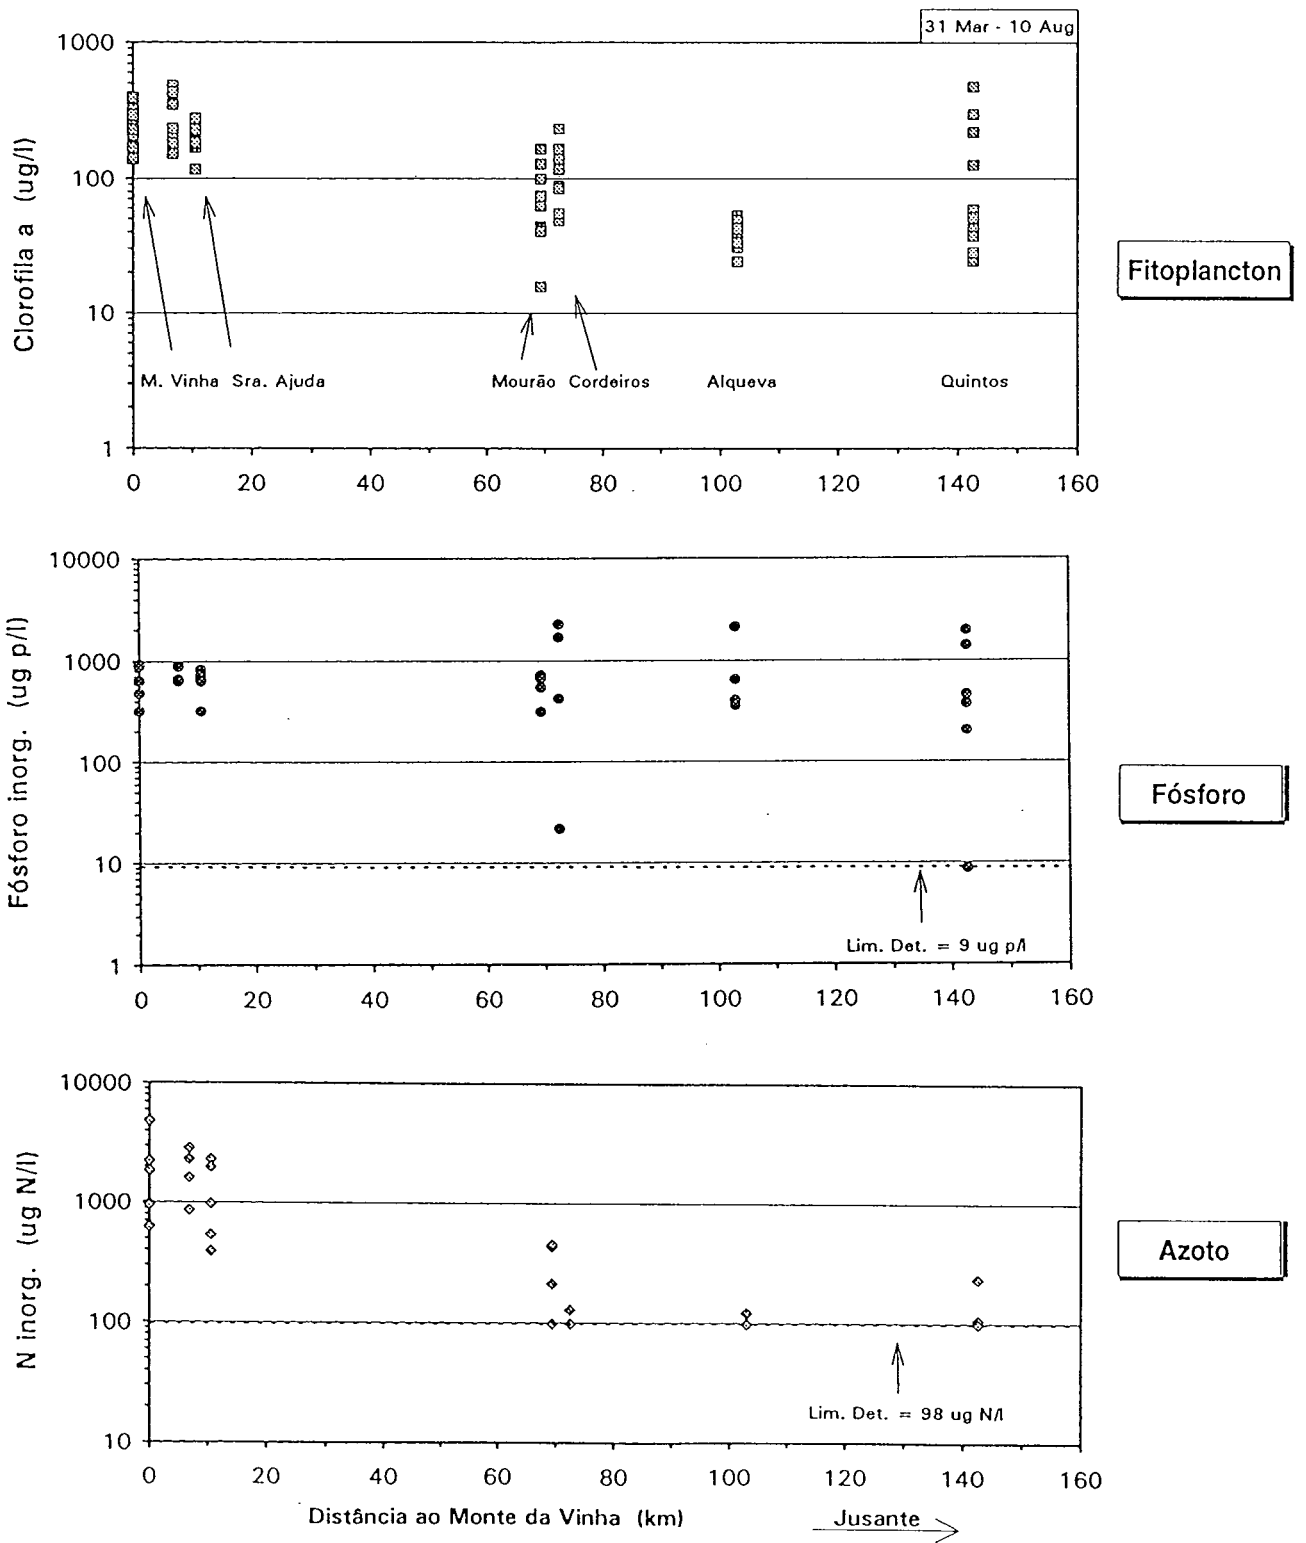 31 Mar - 10 Aug
1000
100
10
1
Clorofila a (ug/l)
M. Vinha Sra. Ajuda Mourão Cordeiros Alqueva Quintos
0 20 40 60 80 100 120 140 160
Fitoplancton
10000
1000
100
10
1
Fósforo inorg. (ug p/l)
Lim. Det. = 9 ug p/l
0 20 40 60 80 100 120 140 160
Fósforo
10000
1000
100
10
N inorg. (ug N/l)
Lim. Det. = 98 ug N/l
0 20 40 60 80 100 120 140 160
Azoto
Distância ao Monte da Vinha (km) Jusante